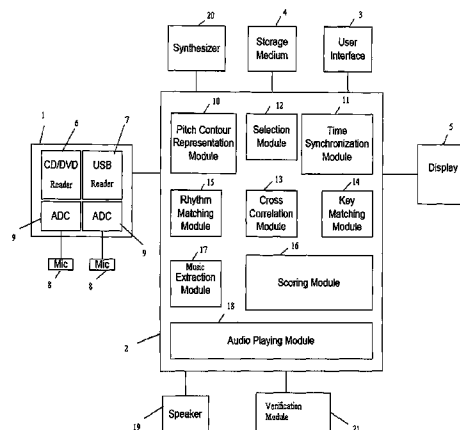 20
4
3
Synthesizer
Storage
Medium
User
Interface
1
6
7
10
12
11
5
CD/DVD
Reader
USB
Reader
Pitch Contour
Representation
Module
Selection
Module
Time
Synchronization
Module
Display
9
ADC
ADC
9
15
13
14
Rhythm
Matching
Module
Cross
Correlation
Module
Key
Matching
Module
Mic
Mic
8
8
17
16
Music
Extraction
Module
Scoring Module
18
2
Audio Playing Module
Speaker
Verification
Module
19
21